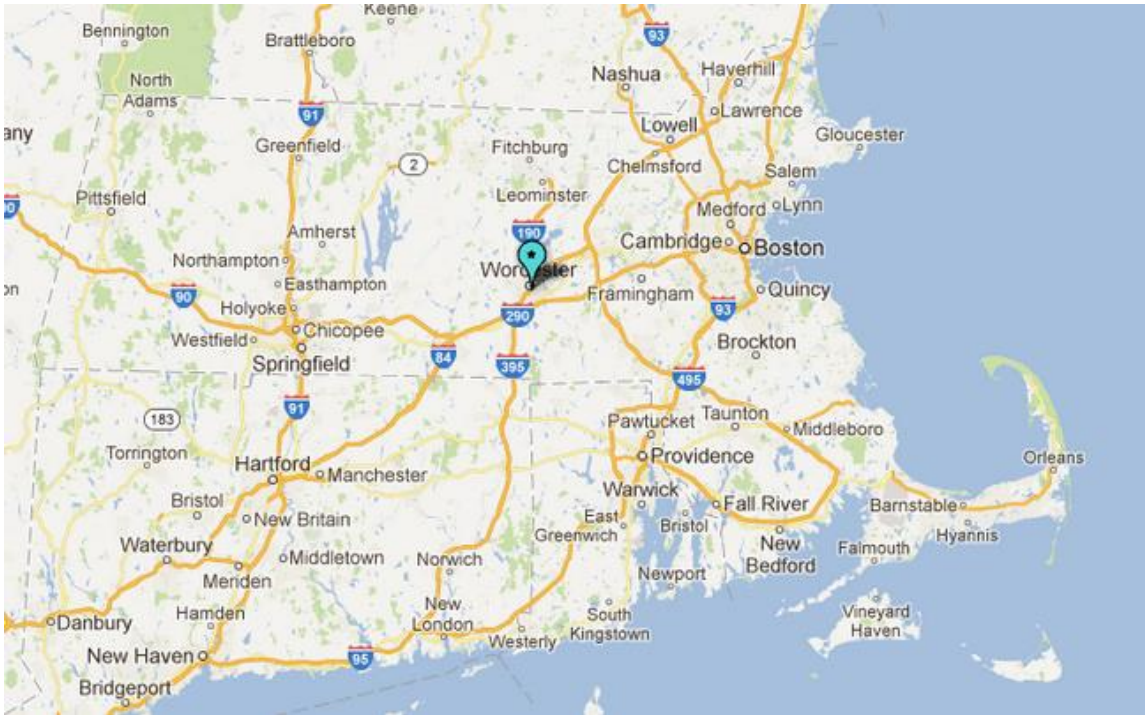 Keene
Bennington
Brattleboro
93
Nashua
Haverhill
North
Adams
91
Lawrence
Lowell
any
Greenfield
2
Fitchburg
Chelmsford
Gloucester
Leominster
Salem
Pittsfield
Lynn
Medford
190
Amherst
Cambridge
Boston
Northampton
Worcester
Easthampton
Framingham
Quincy
90
Holyoke
290
93
Chicopee
Westfield
Brockton
Springfield
84
395
495
91
183
Pawtucket
Taunton
Middleboro
Torrington
Hartford
Providence
Orleans
Manchester
Warwick
Bristol
Fall River
Barnstable
New Britain
East
Greenwich
Bristol
Hyannis
Waterbury
Middletown
New
Bedford
Falmouth
Norwich
Meriden
Newport
Hamden
New
London
South
Kingstown
Vineyard
Haven
Danbury
Westerly
New Haven
95
Bridgeport